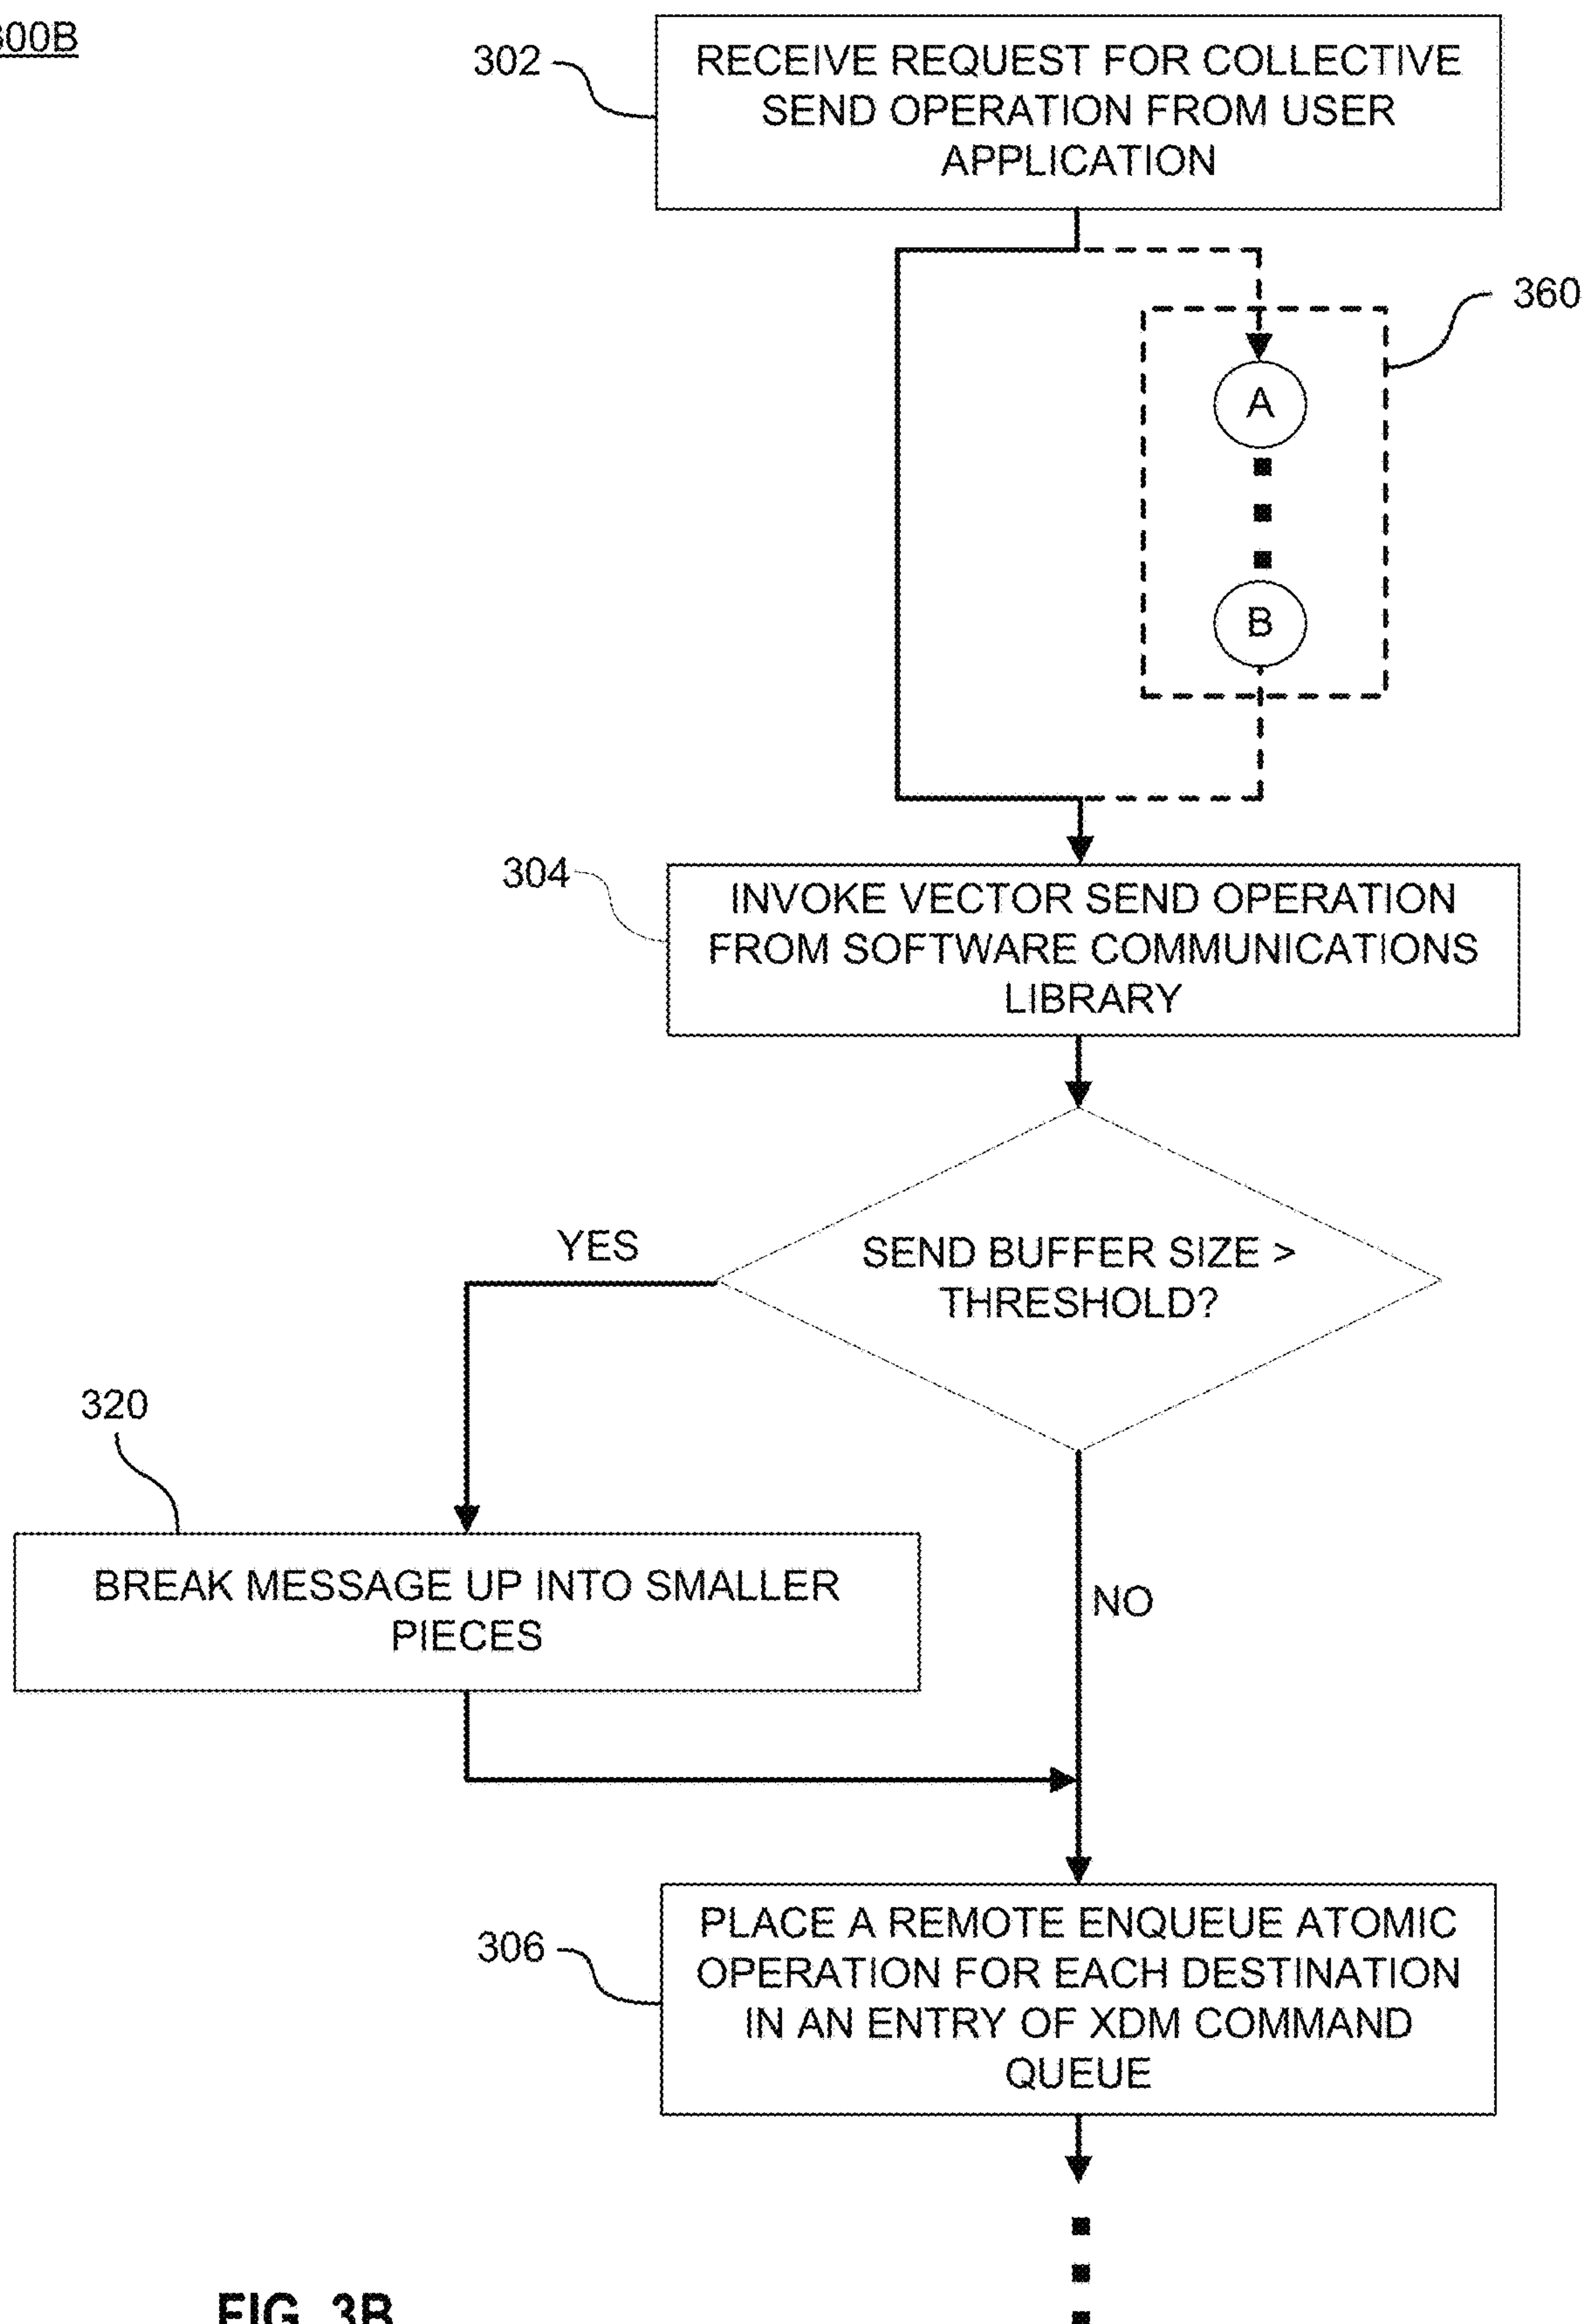 300B
302
RECEIVE REQUEST FOR COLLECTIVE
SEND OPERATION FROM USER
APPLICATION
360
A
B
304
INVOKE VECTOR SEND OPERATION
FROM SOFTWARE COMMUNICATIONS
LIBRARY
YES
SEND BUFFER SIZE >
THRESHOLD?
320
BREAK MESSAGE UP INTO SMALLER
PIECES
NO
306
PLACE A REMOTE ENQUEUE ATOMIC
OPERATION FOR EACH DESTINATION
IN AN ENTRY OF XDM COMMAND
QUEUE
FIG. 3B